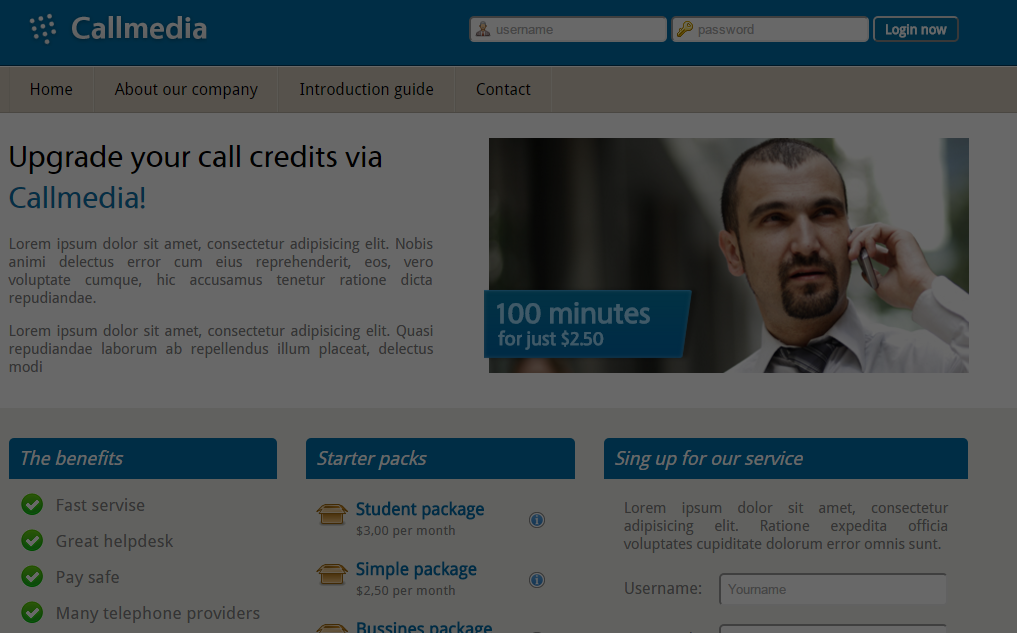 Callmedia
username
password
Login now
Home
About our company
Introduction guide
Contact
Upgrade your call credits via
Callmedia!
Lorem ipsum dolor sit amet, consectetur adipisicing elit. Nobis
animi delectus error cum eius reprehenderit, eos, vero
voluptate cumque, hic accusamus tenetur ratione dicta
repudiandae.
Lorem ipsum dolor sit amet, consectetur adipisicing elit. Quasi
repudiandae laborum ab repellendus illum placeat, delectus
modi
100 minutes
for just $2.50
The benefits
Fast servise
Great helpdesk
Pay safe
Many telephone providers
Starter packs
Student package
$3,00 per month
Simple package
$2,50 per month
Bussines package
Sing up for our service
Lorem ipsum dolor sit amet, consectetur
adipisicing elit. Ratione expedita officia
voluptates cupiditate dolorum error omnis sunt.
Username:
Yourname